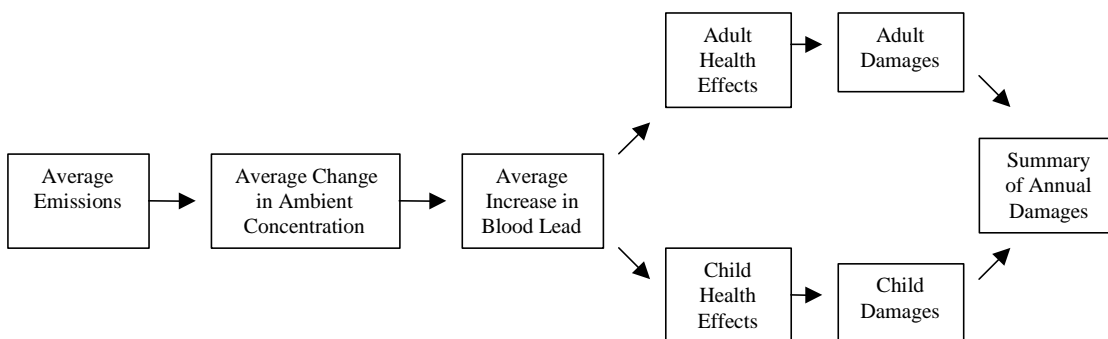 Average
Emissions
Average Change
in Ambient
Concentration
Average
Increase in
Blood Lead
Adult
Health
Effects
Adult
Damages
Child
Health
Effects
Child
Damages
Summary
of Annual
Damages